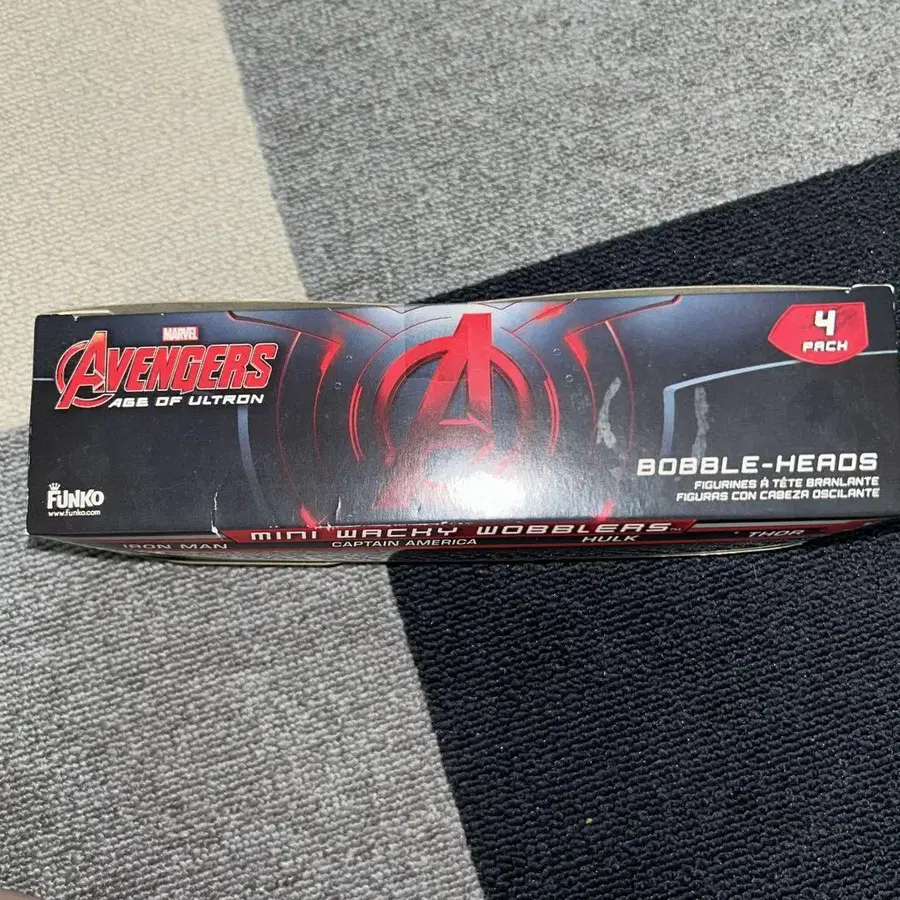 MARVEL
AVENGERS
AGE OF ULTRON
4
PACK
FUNKO
www.funko.com
BOBBLE-HEADS
FIGURINES À TÊTE BRANLANTE
FIGURAS CON CABEZA OSCILANTE
MINI WACKY WOBBLERS™
IRON MAN
CAPTAIN AMERICA
HULK
THOR